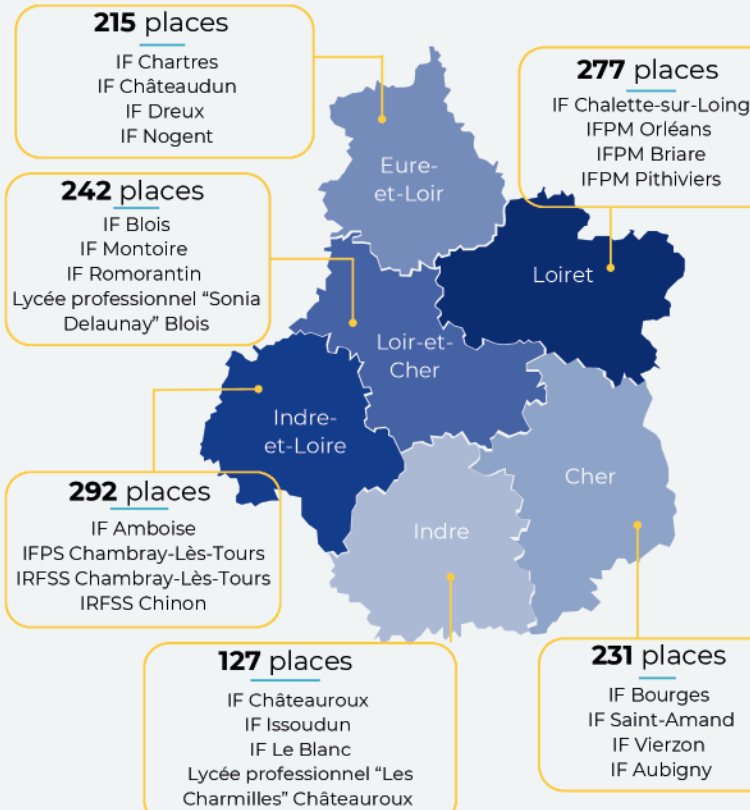 215 places
IF Chartres
IF Châteaudun
IF Dreux
IF Nogent
277 places
IF Chalette-sur-Loing
IFPM Orléans
IFPM Briare
IFPM Pithiviers
Eure-
et-Loir
242 places
IF Blois
IF Montoire
IF Romorantin
Lycée professionnel “Sonia
Delaunay” Blois
Loiret
Loir-et-
Cher
Indre-
et-Loire
292 places
IF Amboise
IFPS Chambray-Lès-Tours
IRFSS Chambray-Lès-Tours
IRFSS Chinon
Cher
Indre
127 places
IF Châteauroux
IF Issoudun
IF Le Blanc
Lycée professionnel “Les
Charmilles” Châteauroux
231 places
IF Bourges
IF Saint-Amand
IF Vierzon
IF Aubigny